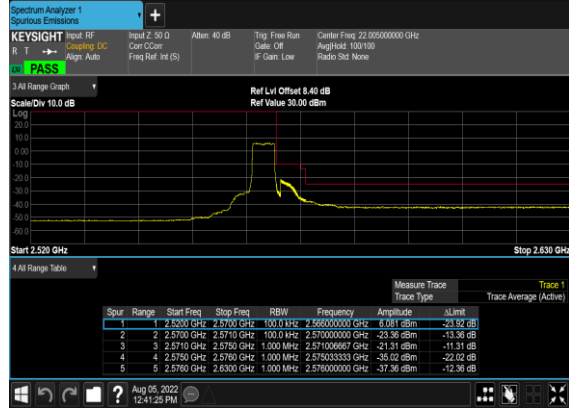 Spectrum Analyzer 1
Spurious Emissions
KEYSIGHT Input: RF Input Z: 50 Ω Atten: 40 dB Trig: Free Run Center Freq: 22.005000000 GHz
R T Coupling: DC Corr CCorr Gate: Off Avg|Hold: 100/100
Align: Auto Freq Ref: Int (S) IF Gain: Low Radio Std: None
PASS
3 All Range Graph
Ref Lvl Offset 8.40 dB
Scale/Div 10.0 dB Ref Value 30.00 dBm
Log
20.0
10.0
0.00
-10.0
-20.0
-30.0
-40.0
-50.0
-60.0
Start 2.520 GHz Stop 2.630 GHz
4 All Range Table
Measure Trace Trace 1
Trace Type Trace Average (Active)
Spur Range Start Freq Stop Freq RBW Frequency Amplitude ΔLimit
1 1 2.5200 GHz 2.5700 GHz 100.0 kHz 2.566000000 GHz 6.081 dBm -23.92 dB
2 2 2.5700 GHz 2.5710 GHz 100.0 kHz 2.570000000 GHz -23.36 dBm -13.36 dB
3 3 2.5710 GHz 2.5750 GHz 1.000 MHz 2.571006667 GHz -21.31 dBm -11.31 dB
4 4 2.5750 GHz 2.5760 GHz 1.000 MHz 2.575033333 GHz -35.02 dBm -22.02 dB
5 5 2.5760 GHz 2.6300 GHz 1.000 MHz 2.576000000 GHz -37.36 dBm -12.36 dB
Aug 05, 2022
12:41:25 PM